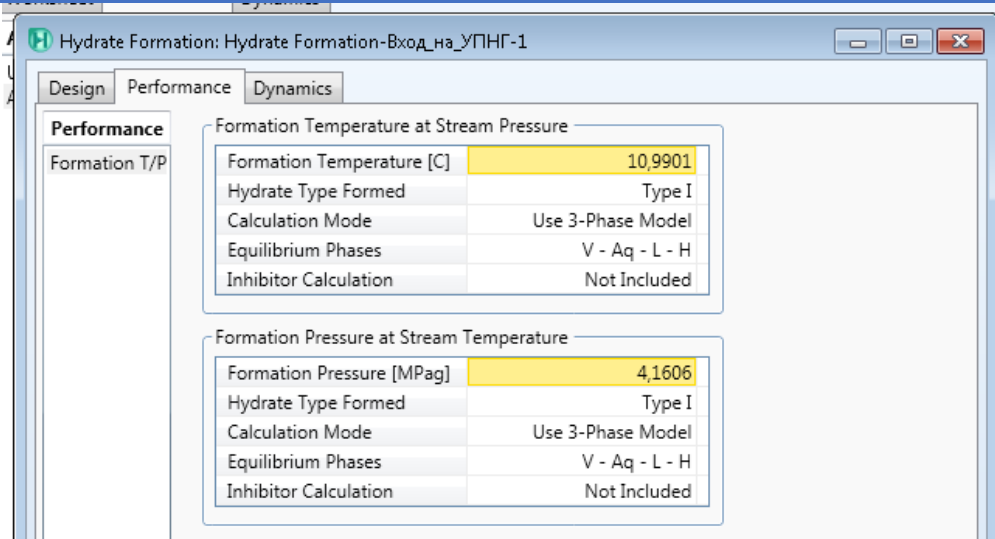 Dynamics
Hydrate Formation: Hydrate Formation-Вход_на_УПНГ-1
Design Performance Dynamics
Performance
Formation T/P
Formation Temperature at Stream Pressure
Formation Temperature [C] 10,9901
Hydrate Type Formed Type I
Calculation Mode Use 3-Phase Model
Equilibrium Phases V - Aq - L - H
Inhibitor Calculation Not Included
Formation Pressure at Stream Temperature
Formation Pressure [MPag] 4,1606
Hydrate Type Formed Type I
Calculation Mode Use 3-Phase Model
Equilibrium Phases V - Aq - L - H
Inhibitor Calculation Not Included